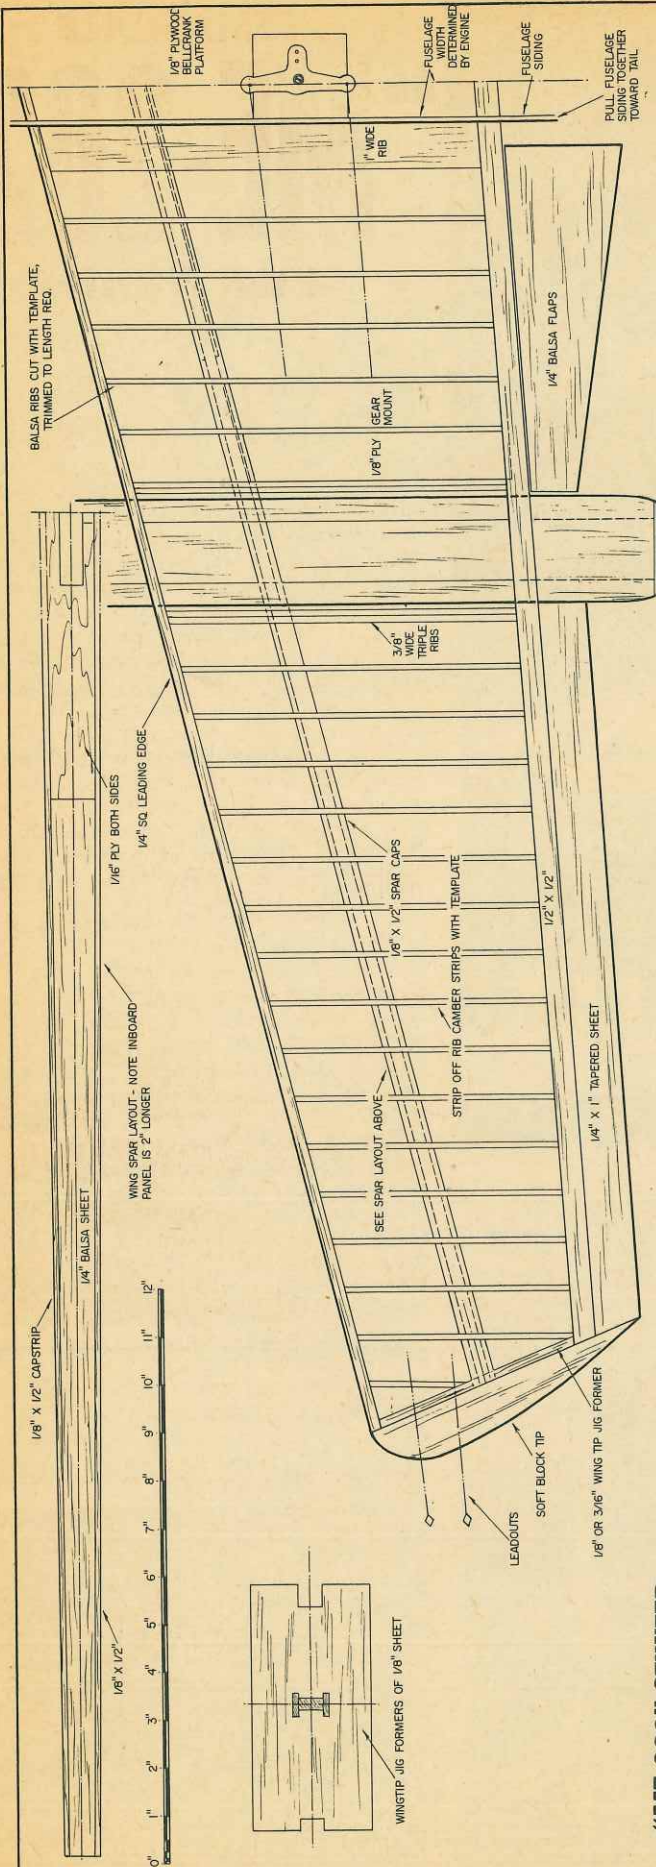 1/8" PLYWOOD
BELLCRANK
PLATFORM
FUSELAGE
WIDTH
DETERMINED
BY ENGINE
FUSELAGE
SIDING
PULL FUSELAGE
SIDING TOGETHER
TOWARD TAIL
1" WIDE
RIB
BALSA RIBS CUT WITH TEMPLATE,
TRIMMED TO LENGTH REQ.
1/4" BALSA FLAPS
1/8" PLY GEAR
MOUNT
3/8"
WIDE
TRIPLE
RIBS
1/16" PLY BOTH SIDES
1/4" SQ. LEADING EDGE
WING SPAR LAYOUT - NOTE INBOARD
PANEL IS 2" LONGER
1/8" X 1/2" SPAR CAPS
STRIP OFF RIB CAMBER STRIPS WITH TEMPLATE
1/2" X 1/2"
1/4" X 1" TAPERED SHEET
SEE SPAR LAYOUT ABOVE
1/8" X 1/2" CAPSTRIP
1/4" BALSA SHEET
1/8" X 1/2"
0" 1" 2" 3" 4" 5" 6" 7" 8" 9" 10" 11" 12"
LEADOUTS
SOFT BLOCK TIP
1/8" OR 3/16" WING TIP JIG FORMER
WINGTIP JIG FORMERS OF 1/8" SHEET